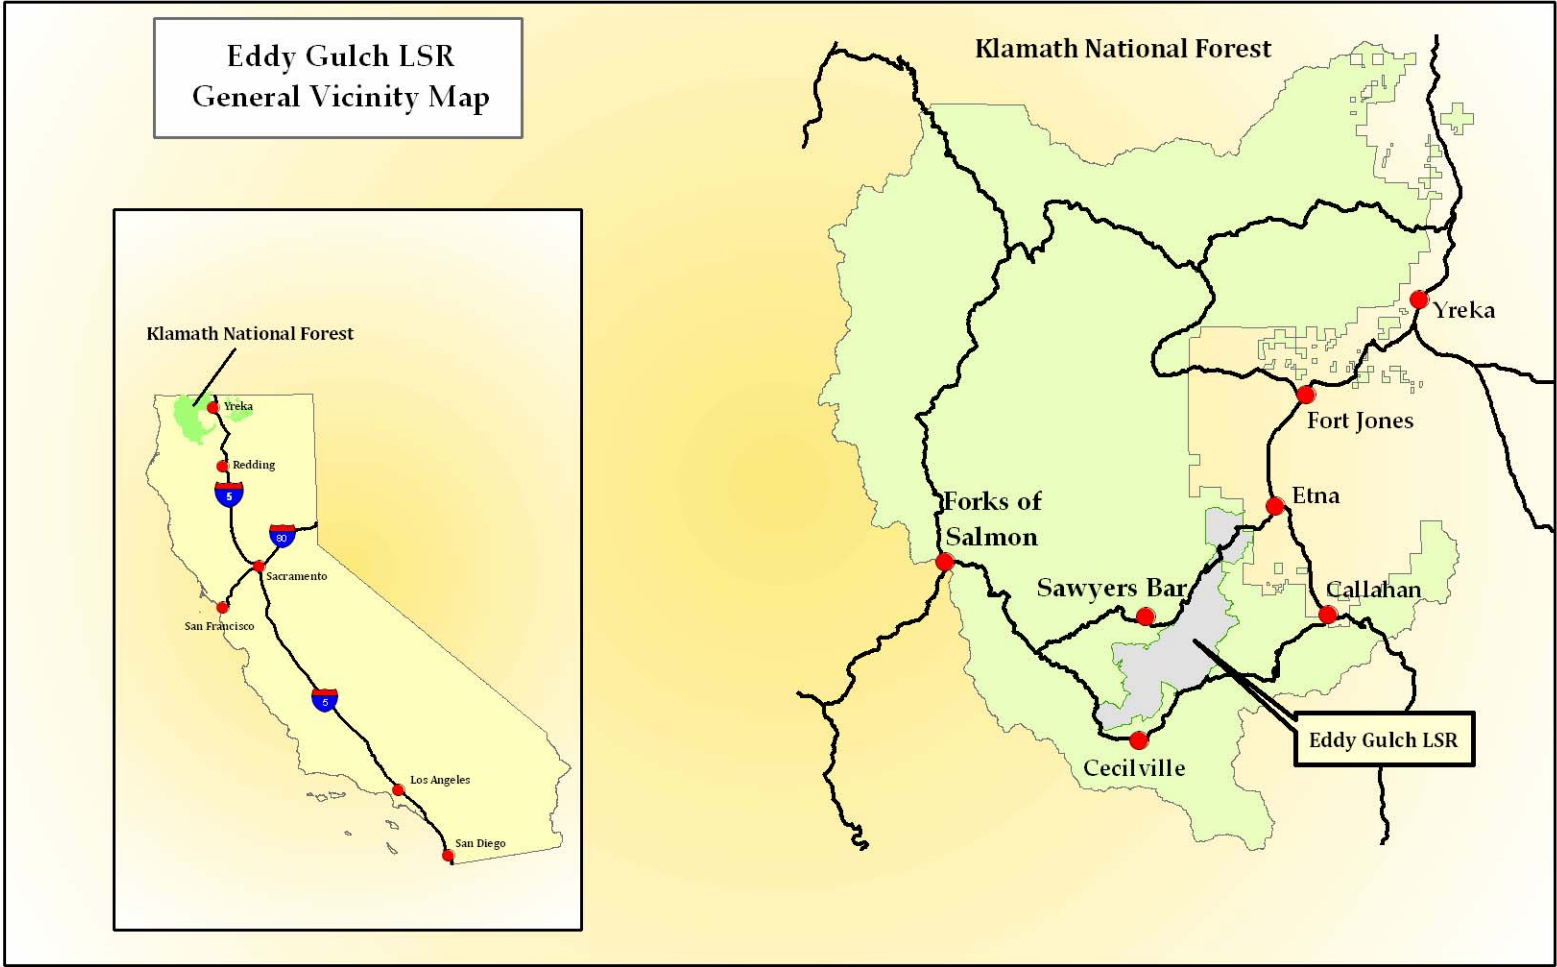 Eddy Gulch LSR
General Vicinity Map
Klamath National Forest
Yreka
Fort Jones
Etna
Forks of
Salmon
Sawyers Bar
Callahan
Eddy Gulch LSR
Cecilville
Klamath National Forest
Yreka
Redding
5
80
Sacramento
San Francisco
5
Los Angeles
San Diego